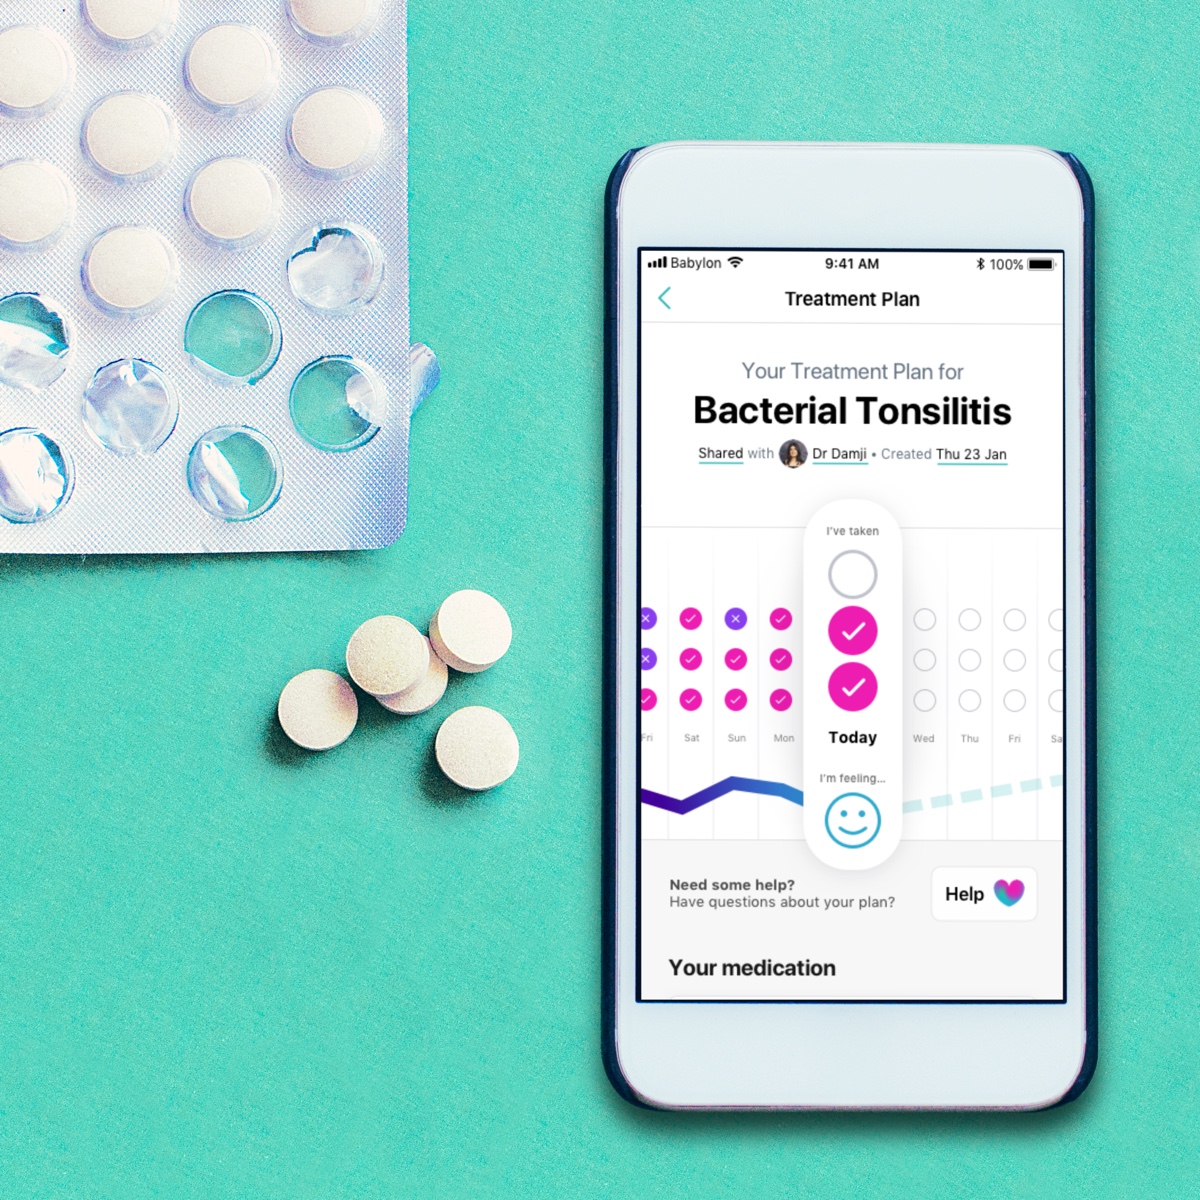 Babylon 9:41 AM 100%
Treatment Plan
Your Treatment Plan for
Bacterial Tonsilitis
Shared with Dr Damji • Created Thu 23 Jan
I've taken
Fri Sat Sun Mon Today Wed Thu Fri Sa
I'm feeling...
Need some help?
Have questions about your plan?
Help
Your medication